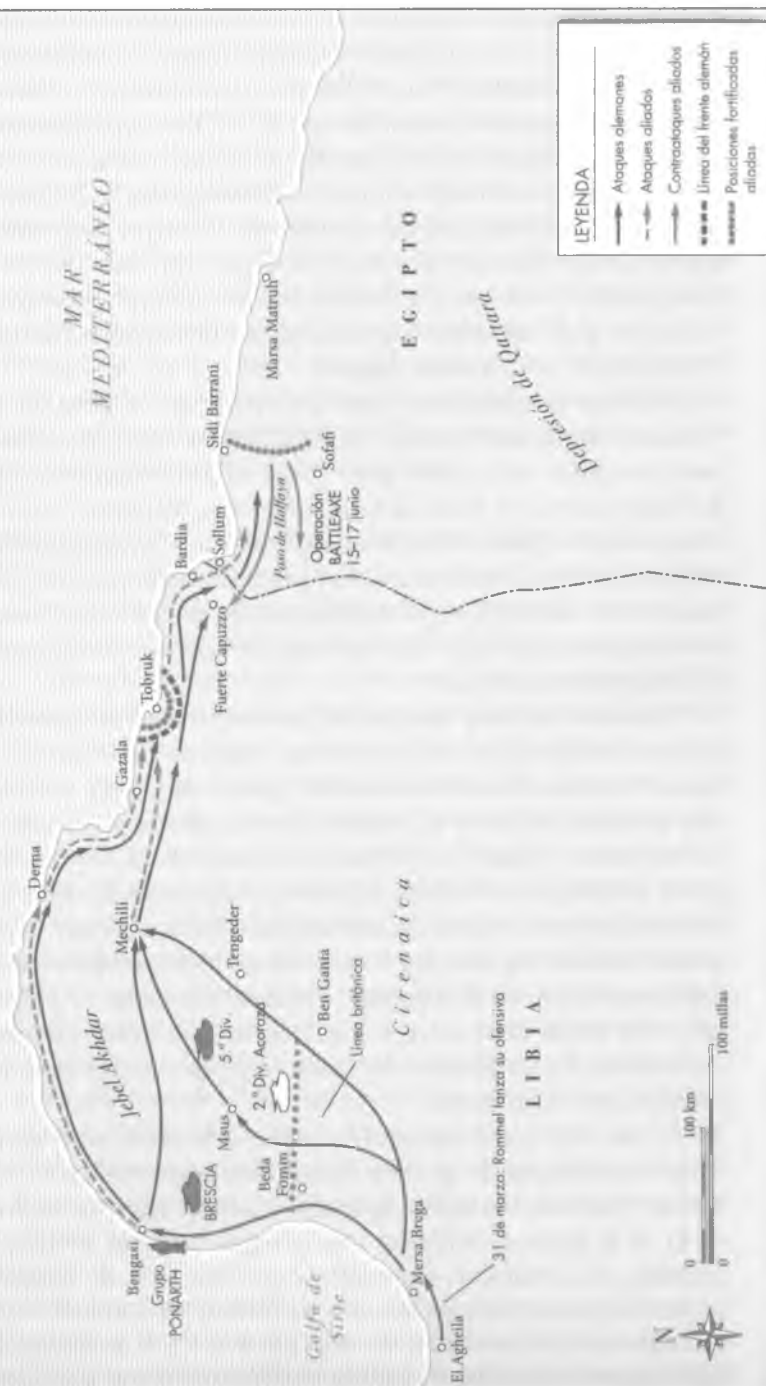 MAR
MEDITERRÁNEO
Bengasi
Grupo
PONARTH
Jebel Akhdar
BRESCIA
Derna
Mechili
Gazala
Tobruk
Bardia
Sollum
Fuerte Capuzzo
Paso de Halfaya
Sidi Barrani
Sofafi
Operación
BATTLEAXE
15–17 junio
Marsa Matruh
EGIPTO
Depresión de Qattara
Golfo de
Sirte
Beda
Fomm
Msus
5.ª Div.
2.ª Div. Acoraza
Tengeder
Ben Gania
Línea británica
Cirenaica
Mersa Brega
El Agheila
31 de marzo: Rommel lanza su ofensiva
LIBIA
N
0 100 km
0 100 millas
LEYENDA
Ataques alemanes
Ataques aliados
Contraataques aliados
Línea del frente alemán
Posiciones fortificadas
aliadas